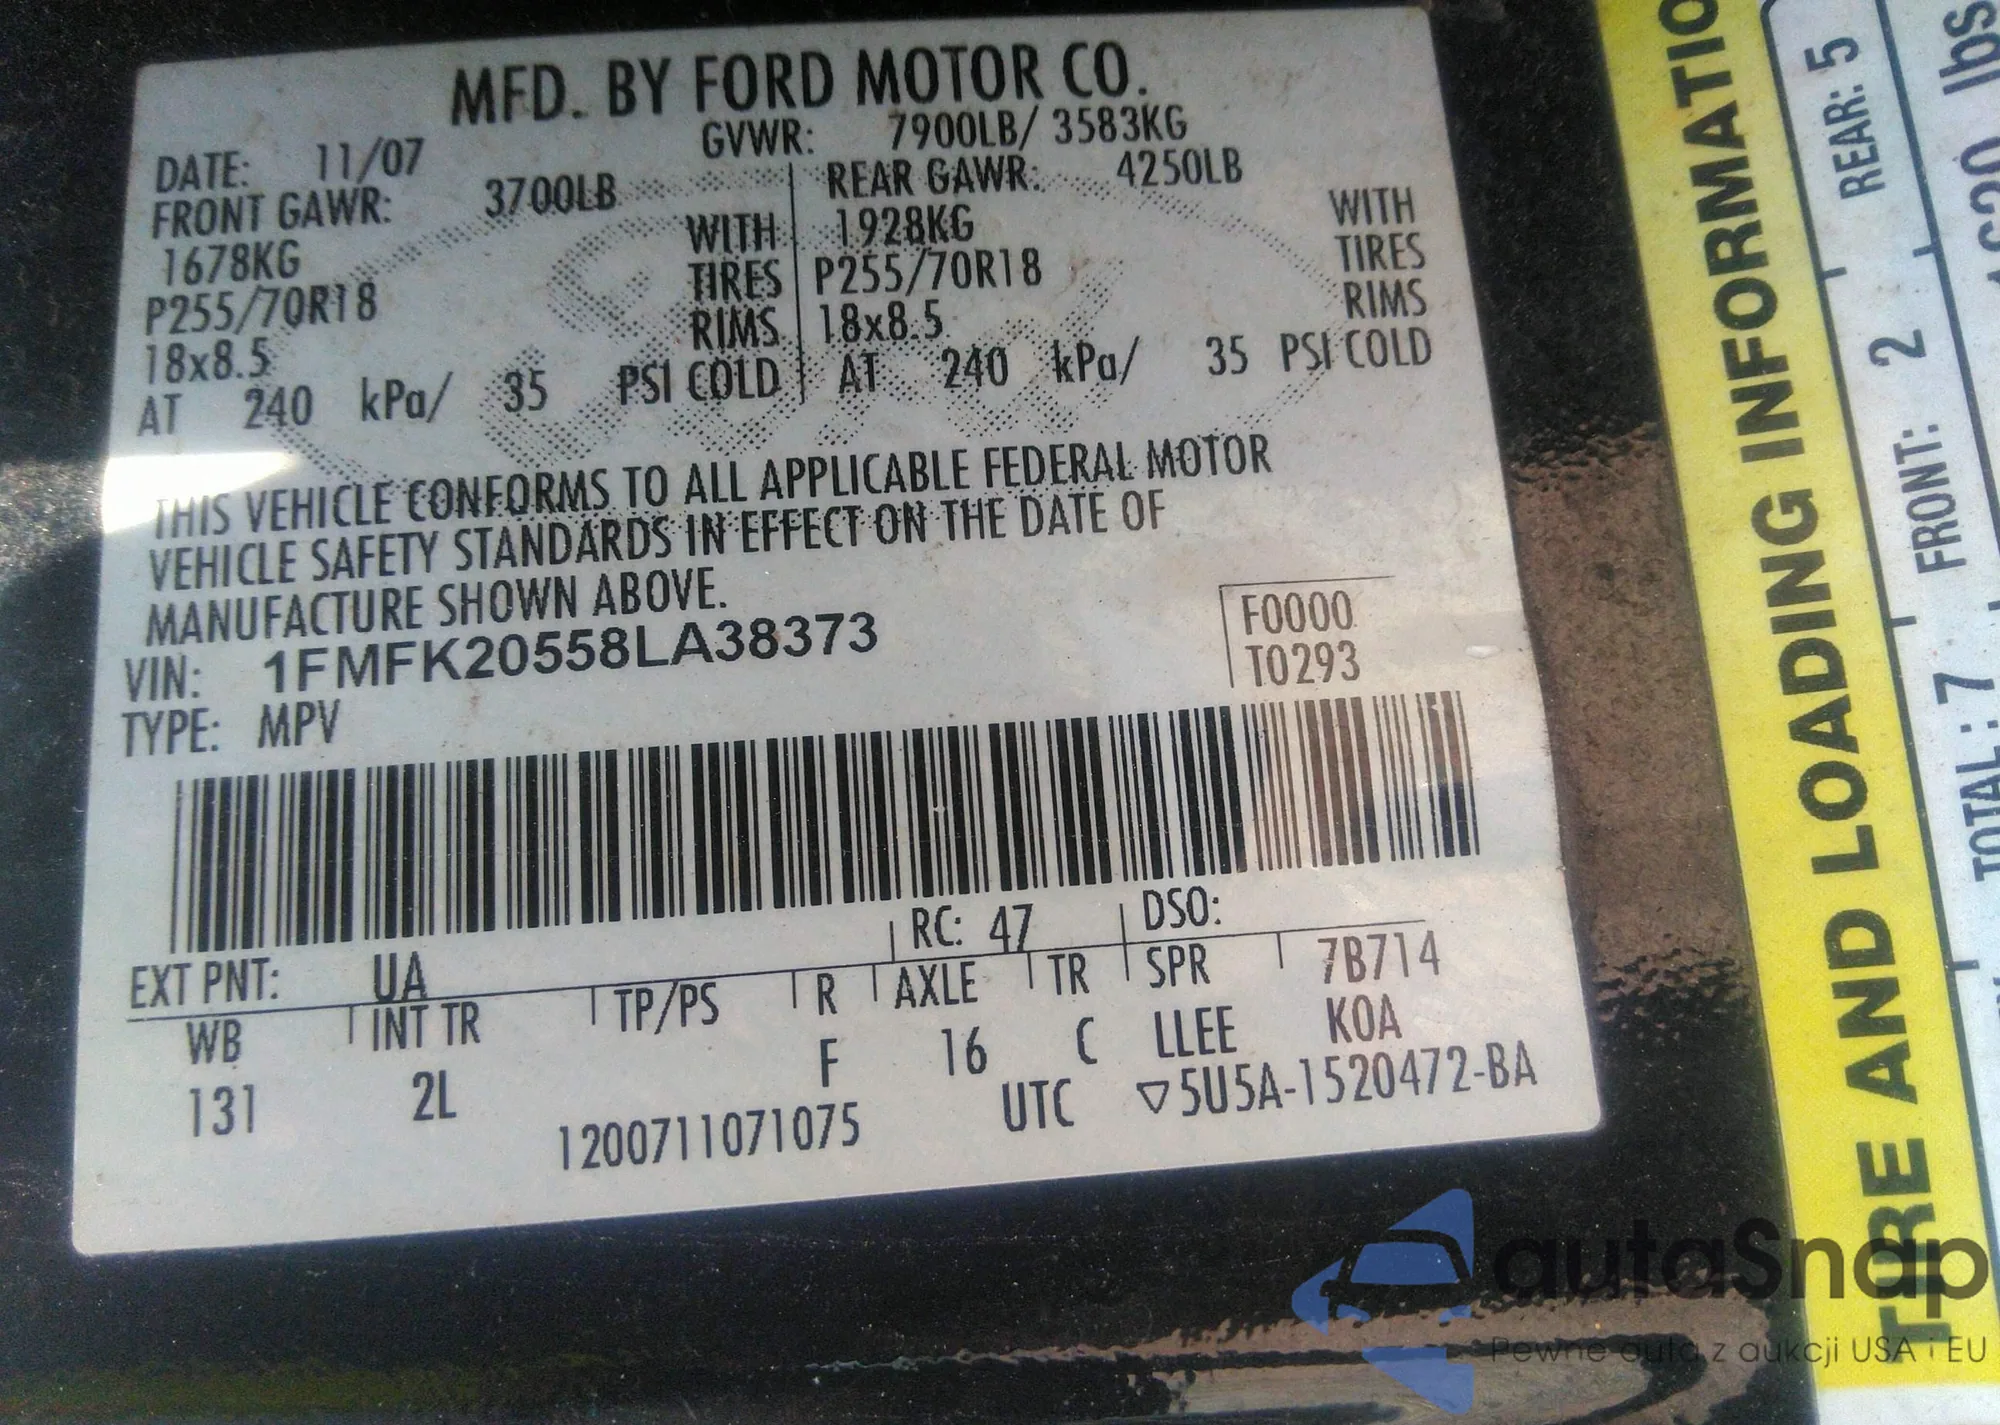 MFD. BY FORD MOTOR CO.
DATE: 11/07 GVWR: 7900LB/ 3583KG
FRONT GAWR: 3700LB REAR GAWR: 4250LB
1678KG WITH 1928KG WITH
P255/70R18 TIRES P255/70R18 TIRES
18x8.5 RIMS 18x8.5 RIMS
AT 240 kPa/ 35 PSI COLD AT 240 kPa/ 35 PSI COLD
THIS VEHICLE CONFORMS TO ALL APPLICABLE FEDERAL MOTOR
VEHICLE SAFETY STANDARDS IN EFFECT ON THE DATE OF
MANUFACTURE SHOWN ABOVE.
VIN: 1FMFK20558LA38373
F0000
T0293
TYPE: MPV
EXT PNT: UA RC: 47 DSO:
WB INT TR TP/PS R AXLE TR SPR 7B714
131 2L F 16 C LLEE KOA
1200711071075 UTC ▽5U5A-1520472-BA
TIRE AND LOADING INFORMATIO
TOTAL: 7 FRONT: 2 REAR: 5
lbs
autaSnap
Pewne auta z aukcji USA i EU